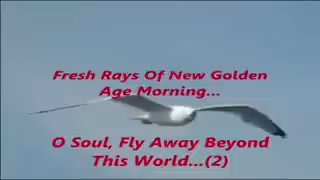 Fresh Rays Of New Golden
Age Morning...
O Soul, Fly Away Beyond
This World...(2)